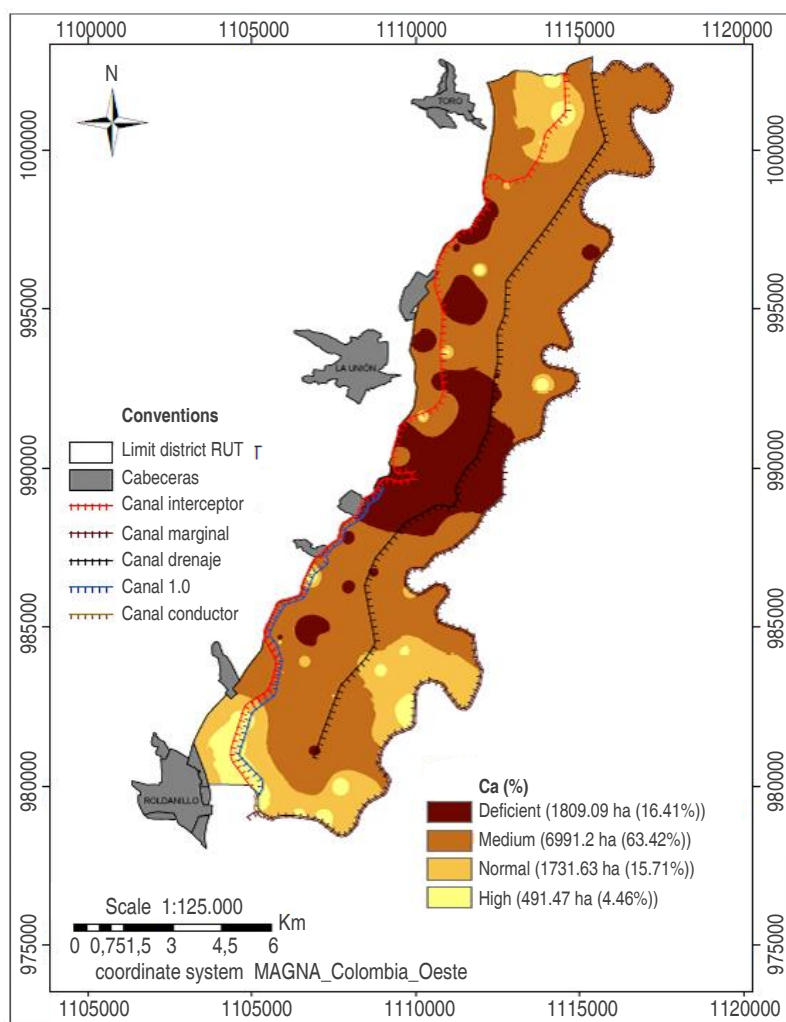 1100000 1105000 1110000 1115000 1120000
N
TORO
1000000 1000000
995000 995000
LA UNIÓN
Conventions
Limit district RUT
Cabeceras
Canal interceptor
Canal marginal
Canal drenaje
Canal 1.0
Canal conductor
990000 990000
985000 985000
980000 980000
ROLDANILLO
Ca (%)
Deficient (1809.09 ha (16.41%))
Medium (6991.2 ha (63.42%))
Normal (1731.63 ha (15.71%))
High (491.47 ha (4.46%))
Scale 1:125.000
Km
0 0,751,5 3 4,5 6
coordinate system MAGNA_Colombia_Oeste
975000 975000
1105000 1105000 1110000 1115000 1120000